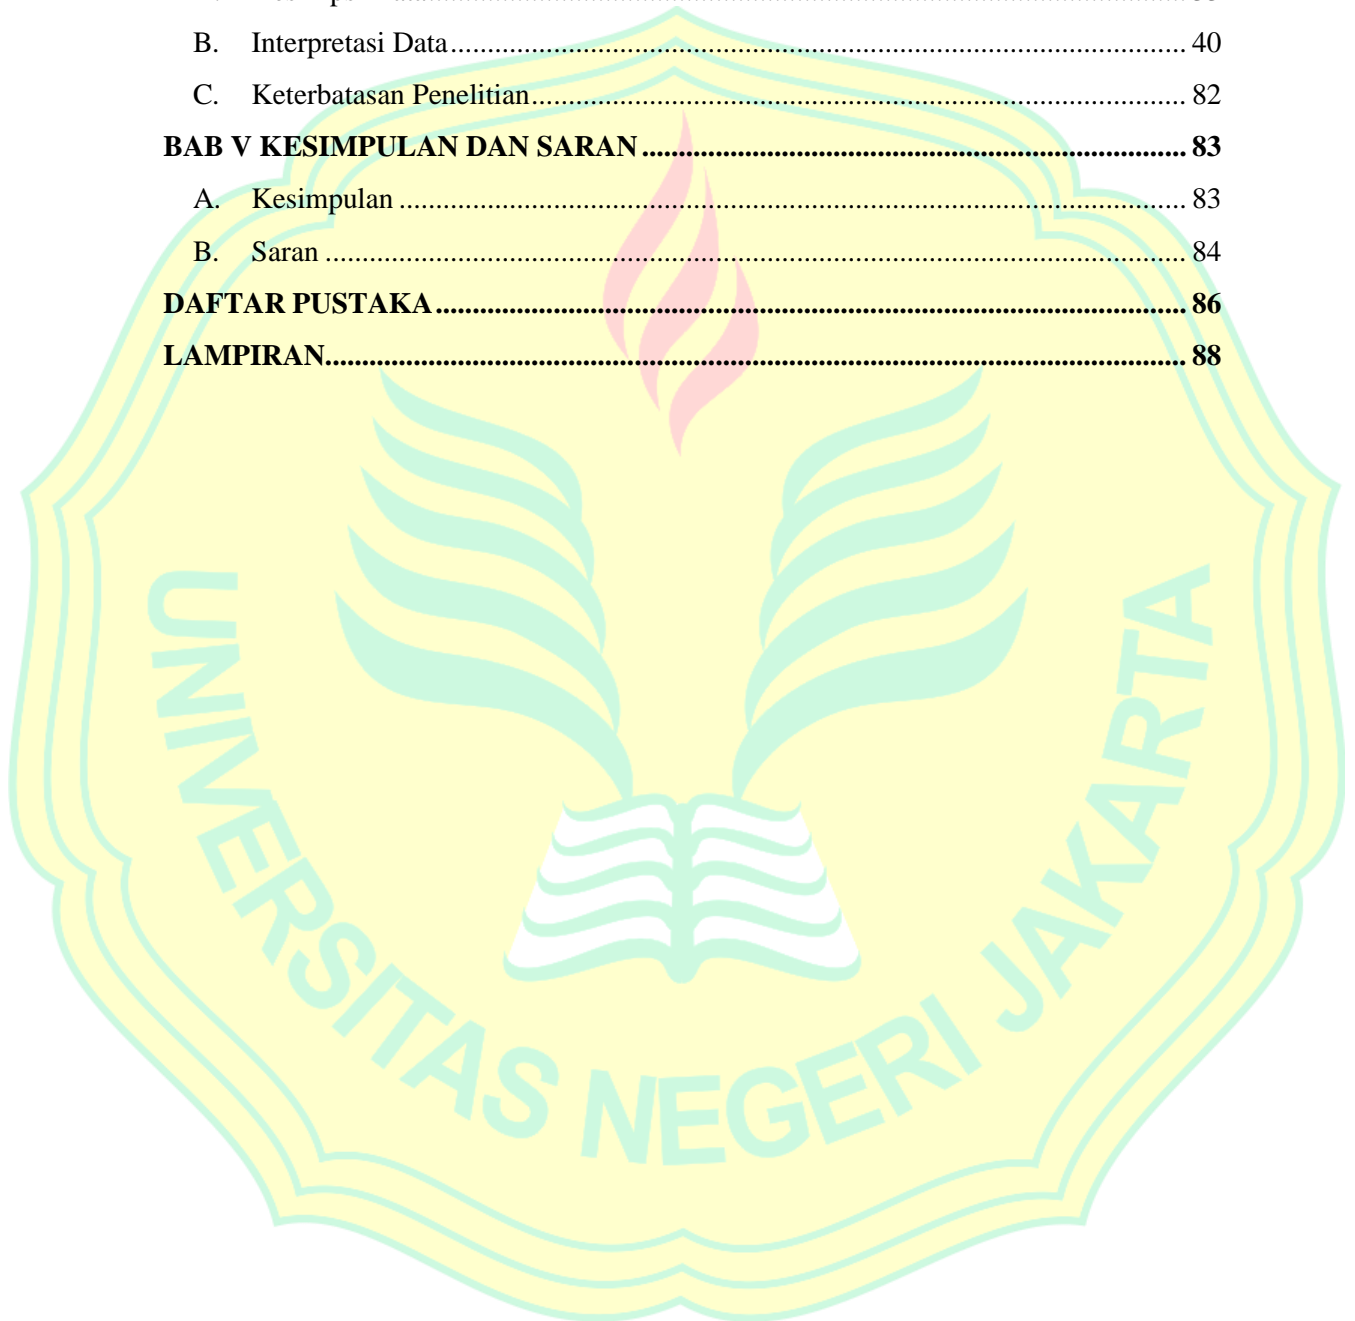 B. Interpretasi Data.................................................................................................... 40
C. Keterbatasan Penelitian......................................................................................... 82
BAB V KESIMPULAN DAN SARAN.......................................................................... 83
A. Kesimpulan ........................................................................................................... 83
B. Saran ..................................................................................................................... 84
DAFTAR PUSTAKA...................................................................................................... 86
LAMPIRAN..................................................................................................................... 88
UNIVERSITAS NEGERI JAKARTA